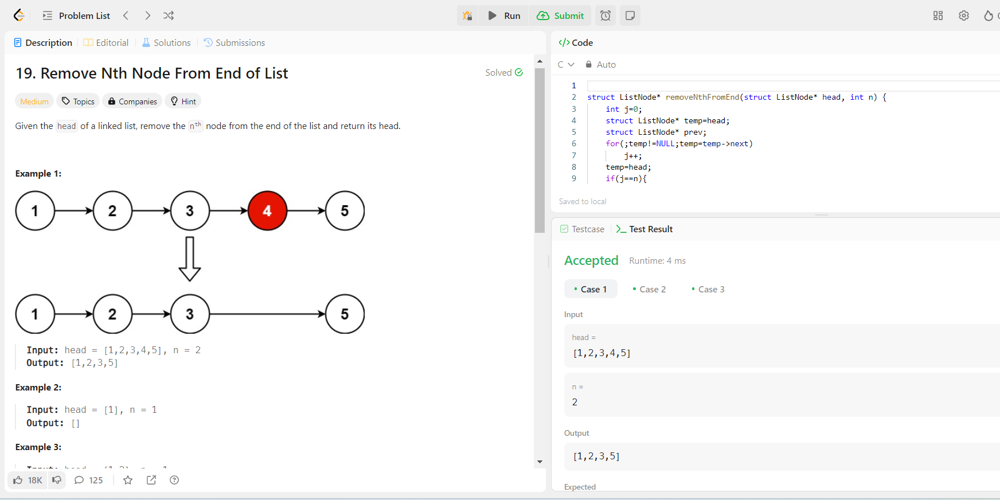 Problem List
Run
Submit
0
Description
Editorial
Solutions
Submissions
19. Remove Nth Node From End of List
Solved
Medium
Topics
Companies
Hint
Given the head of a linked list, remove the nth node from the end of the list and return its head.
Example 1:
1 2 3 4 5
1 2 3 5
Input: head = [1,2,3,4,5], n = 2
Output: [1,2,3,5]
Example 2:
Input: head = [1], n = 1
Output: []
Example 3:
Input: head = [1,2], n = 1
18K
125
</> Code
C
Auto
1
2 struct ListNode* removeNthFromEnd(struct ListNode* head, int n) {
3 int j=0;
4 struct ListNode* temp=head;
5 struct ListNode* prev;
6 for(;temp!=NULL;temp=temp->next)
7 j++;
8 temp=head;
9 if(j==n){
Saved to local
Testcase
>_ Test Result
Accepted
Runtime: 4 ms
• Case 1
• Case 2
• Case 3
Input
head =
[1,2,3,4,5]
n =
2
Output
[1,2,3,5]
Expected